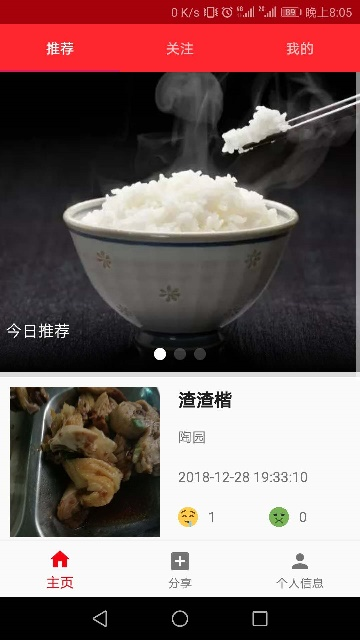 0 K/s 晚上8:05
推荐 关注 我的
今日推荐
渣渣楷
陶园
2018-12-28 19:33:10
1 0
主页 分享 个人信息